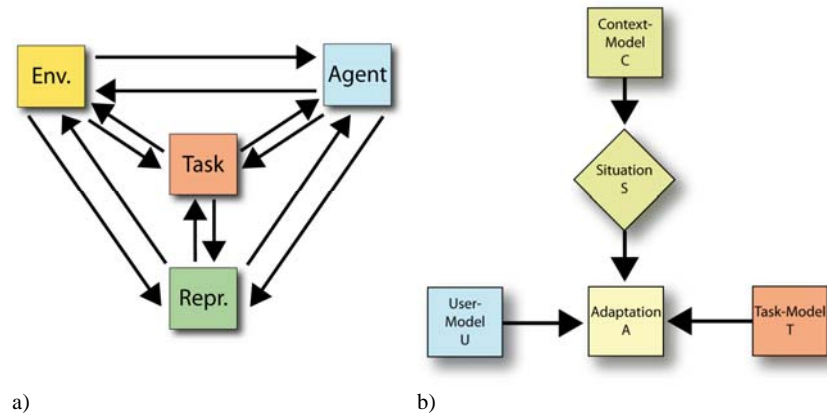 Env.
Agent
Task
Repr.
a)
Context-
Model
C
Situation
S
User-
Model
U
Adaptation
A
Task-Model
T
b)